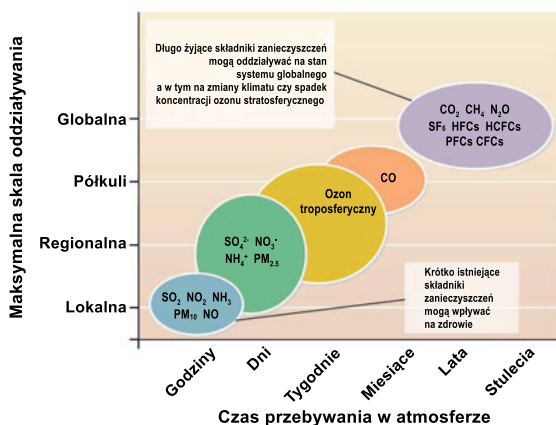 Maksymalna skala oddziaływania
Długo żyjące składniki zanieczyszczeń
mogą oddziaływać na stan
systemu globalnego
a w tym na zmiany klimatu czy spadek
koncentracji ozonu stratosferycznego
Globalna
Półkuli
Regionalna
Lokalna
CO₂ CH₄ N₂O
SF₆ HFCs HCFCs
PFCs CFCs
CO
Ozon
troposferyczny
SO₄²⁻ NO₃⁻
NH₄⁺ PM₂.₅
SO₂ NO₂ NH₃
PM₁₀ NO
Krótko istniejące
składniki
zanieczyszczeń
mogą wpływać
na zdrowie
Godziny
Dni
Tygodnie
Miesiące
Lata
Stulecia
Czas przebywania w atmosferze